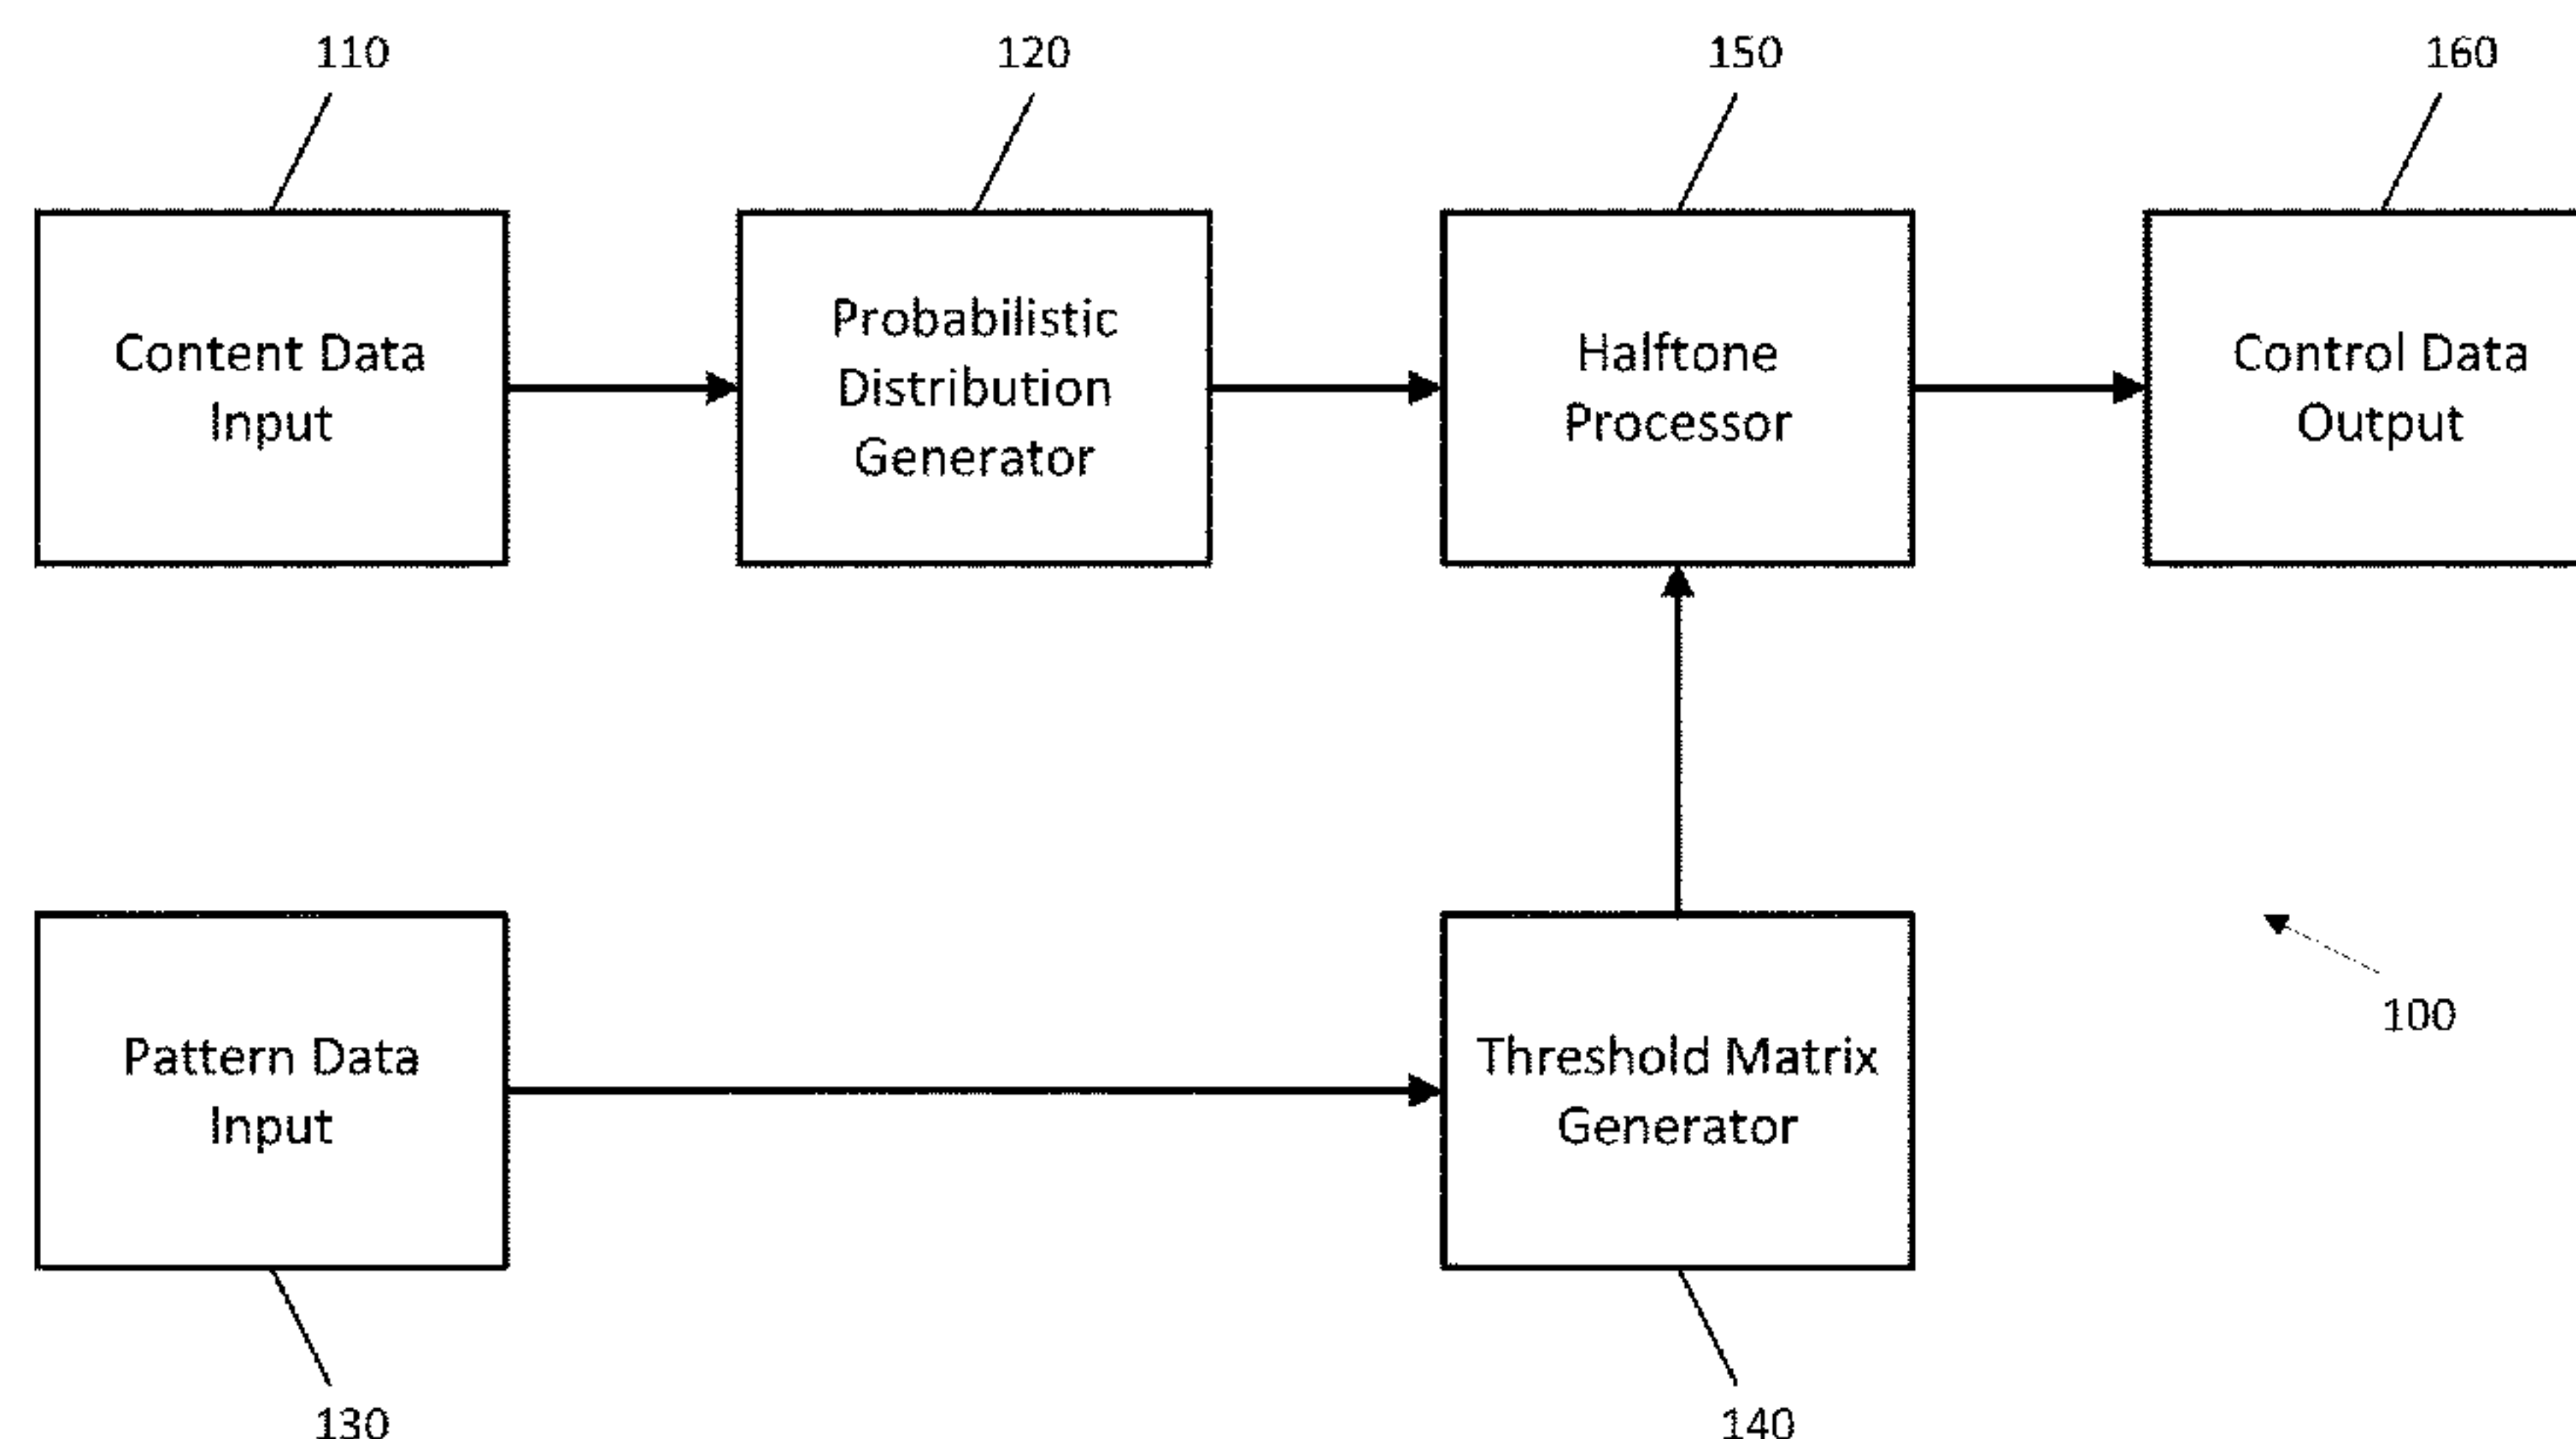 110
120
150
160
Content Data
Input
Probabilistic
Distribution
Generator
Halftone
Processor
Control Data
Output
Pattern Data
Input
Threshold Matrix
Generator
100
130
140